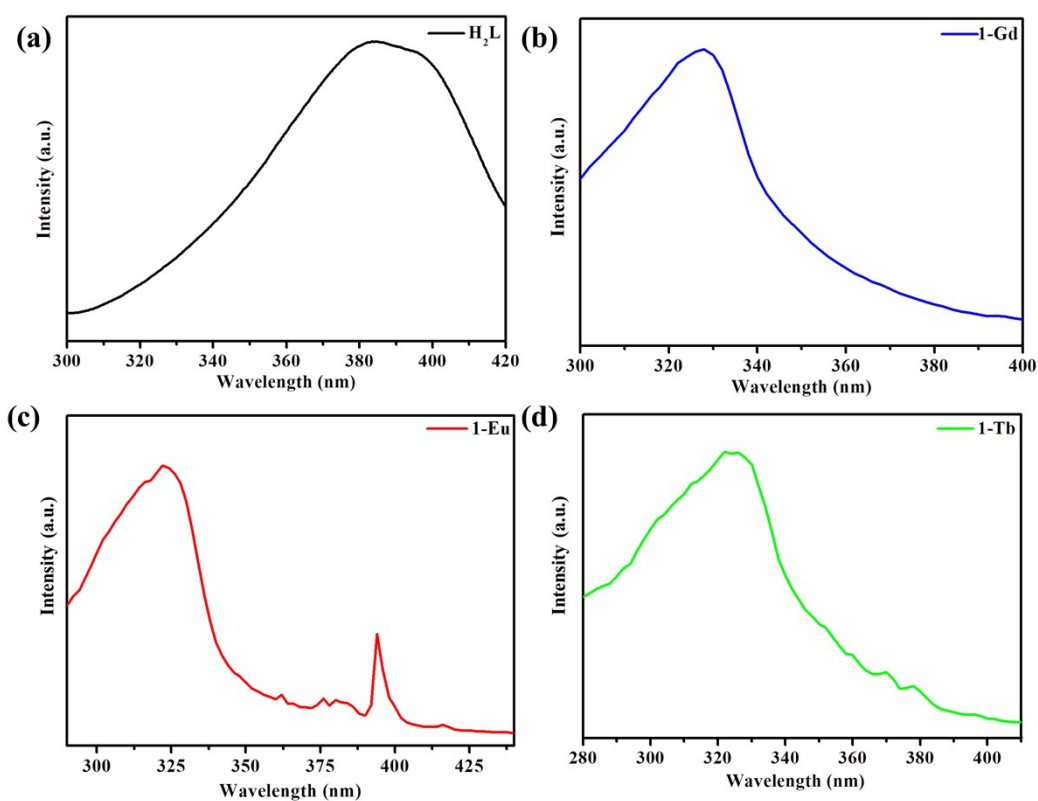 (a)
H₂L
Intensity (a.u.)
300 320 340 360 380 400 420
Wavelength (nm)
(b)
1-Gd
Intensity (a.u.)
300 320 340 360 380 400
Wavelength (nm)
(c)
1-Eu
Intensity (a.u.)
300 325 350 375 400 425
Wavelength (nm)
(d)
1-Tb
Intensity (a.u.)
280 300 320 340 360 380 400
Wavelength (nm)